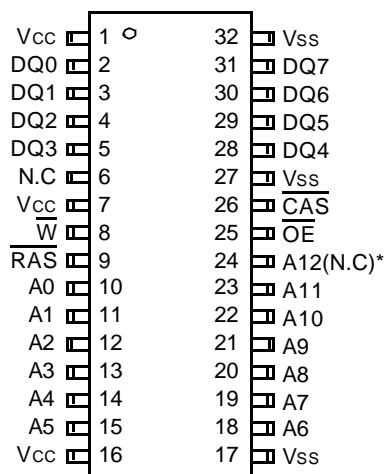 Vcc 1 32 Vss
DQ0 2 31 DQ7
DQ1 3 30 DQ6
DQ2 4 29 DQ5
DQ3 5 28 DQ4
N.C 6 27 Vss
Vcc 7 26 C̅A̅S̅
W̅ 8 25 O̅E̅
R̅A̅S̅ 9 24 A12(N.C)*
A0 10 23 A11
A1 11 22 A10
A2 12 21 A9
A3 13 20 A8
A4 14 19 A7
A5 15 18 A6
Vcc 16 17 Vss